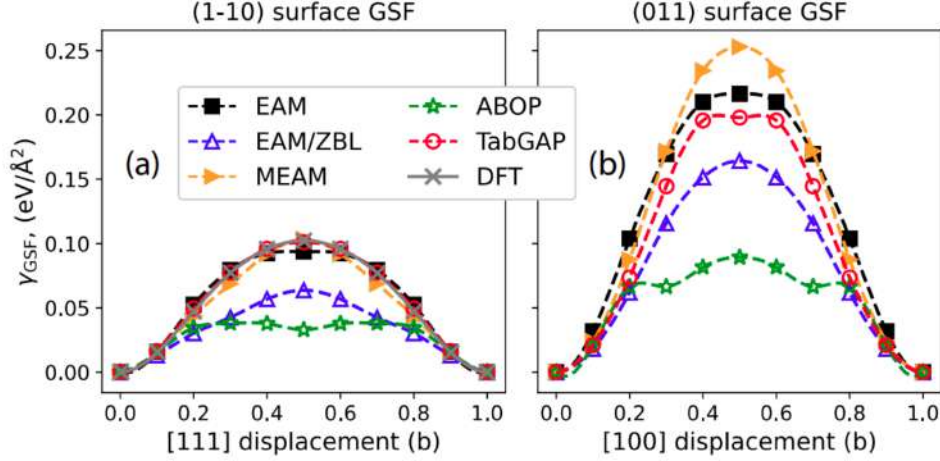 (1-10) surface GSF
(011) surface GSF
0.25
0.20
0.15
0.10
0.05
0.00
γGSF, (eV/Å²)
EAM
EAM/ZBL
MEAM
ABOP
TabGAP
DFT
(a)
(b)
0.0 0.2 0.4 0.6 0.8 1.0
0.0 0.2 0.4 0.6 0.8 1.0
[111] displacement (b)
[100] displacement (b)